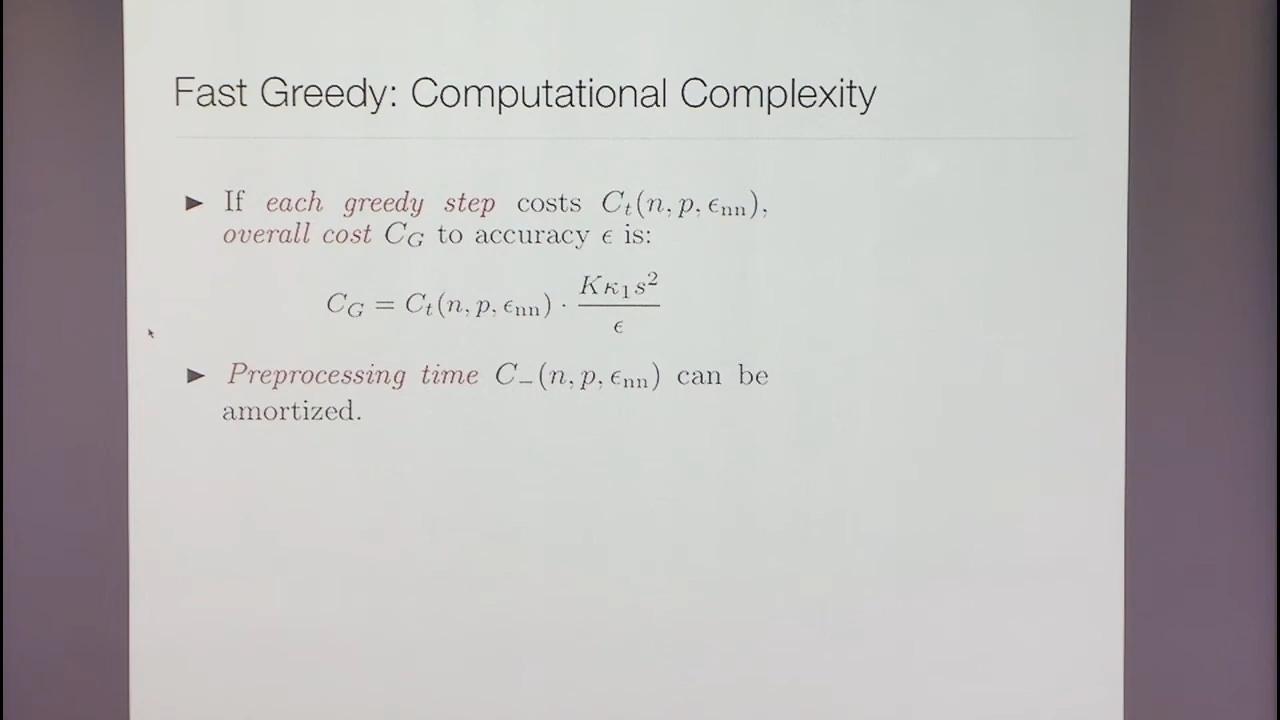 Fast Greedy: Computational Complexity
► If each greedy step costs C_t(n, p, ϵ_nn),
overall cost C_G to accuracy ϵ is:
C_G = C_t(n, p, ϵ_nn) · Kκ_1s^2 / ϵ
► Preprocessing time C_−(n, p, ϵ_nn) can be
amortized.